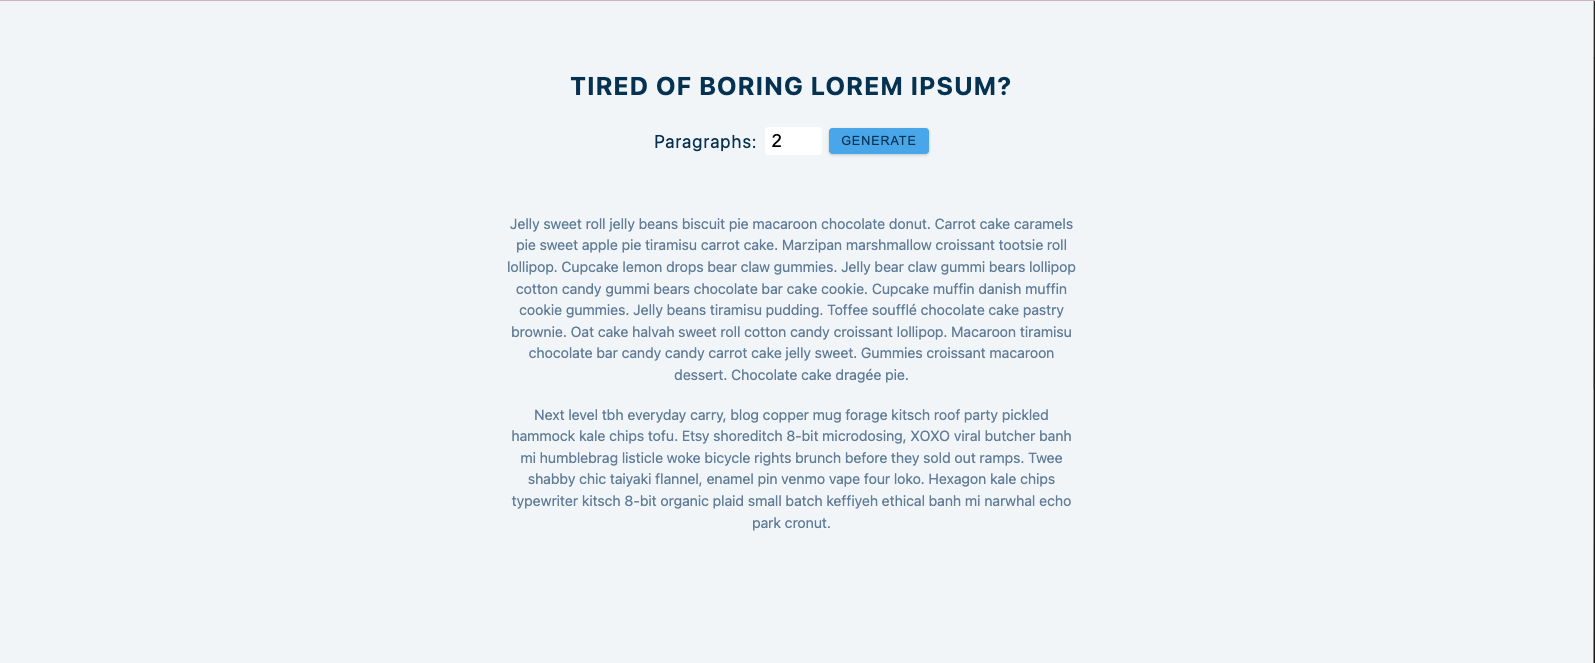 TIRED OF BORING LOREM IPSUM?
Paragraphs: 2 GENERATE
Jelly sweet roll jelly beans biscuit pie macaroon chocolate donut. Carrot cake caramels
pie sweet apple pie tiramisu carrot cake. Marzipan marshmallow croissant tootsie roll
lollipop. Cupcake lemon drops bear claw gummies. Jelly bear claw gummi bears lollipop
cotton candy gummi bears chocolate bar cake cookie. Cupcake muffin danish muffin
cookie gummies. Jelly beans tiramisu pudding. Toffee soufflé chocolate cake pastry
brownie. Oat cake halvah sweet roll cotton candy croissant lollipop. Macaroon tiramisu
chocolate bar candy candy carrot cake jelly sweet. Gummies croissant macaroon
dessert. Chocolate cake dragée pie.
Next level tbh everyday carry, blog copper mug forage kitsch roof party pickled
hammock kale chips tofu. Etsy shoreditch 8-bit microdosing, XOXO viral butcher banh
mi humblebrag listicle woke bicycle rights brunch before they sold out ramps. Twee
shabby chic taiyaki flannel, enamel pin venmo vape four loko. Hexagon kale chips
typewriter kitsch 8-bit organic plaid small batch keffiyeh ethical banh mi narwhal echo
park cronut.